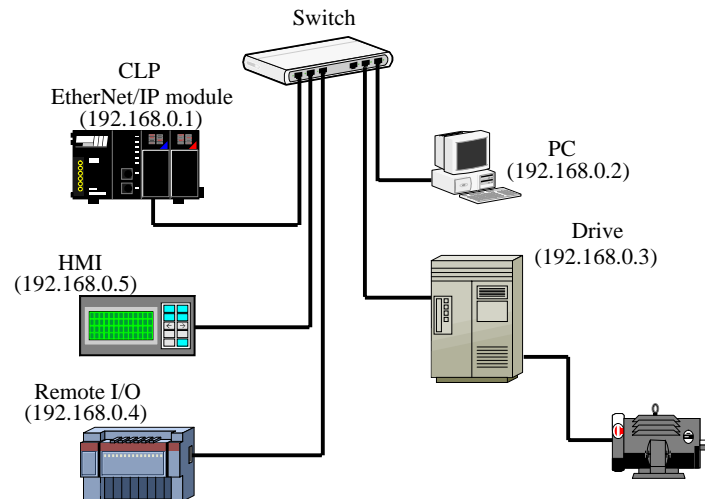 Switch
CLP
EtherNet/IP module
(192.168.0.1)
PC
(192.168.0.2)
Drive
(192.168.0.3)
HMI
(192.168.0.5)
Remote I/O
(192.168.0.4)